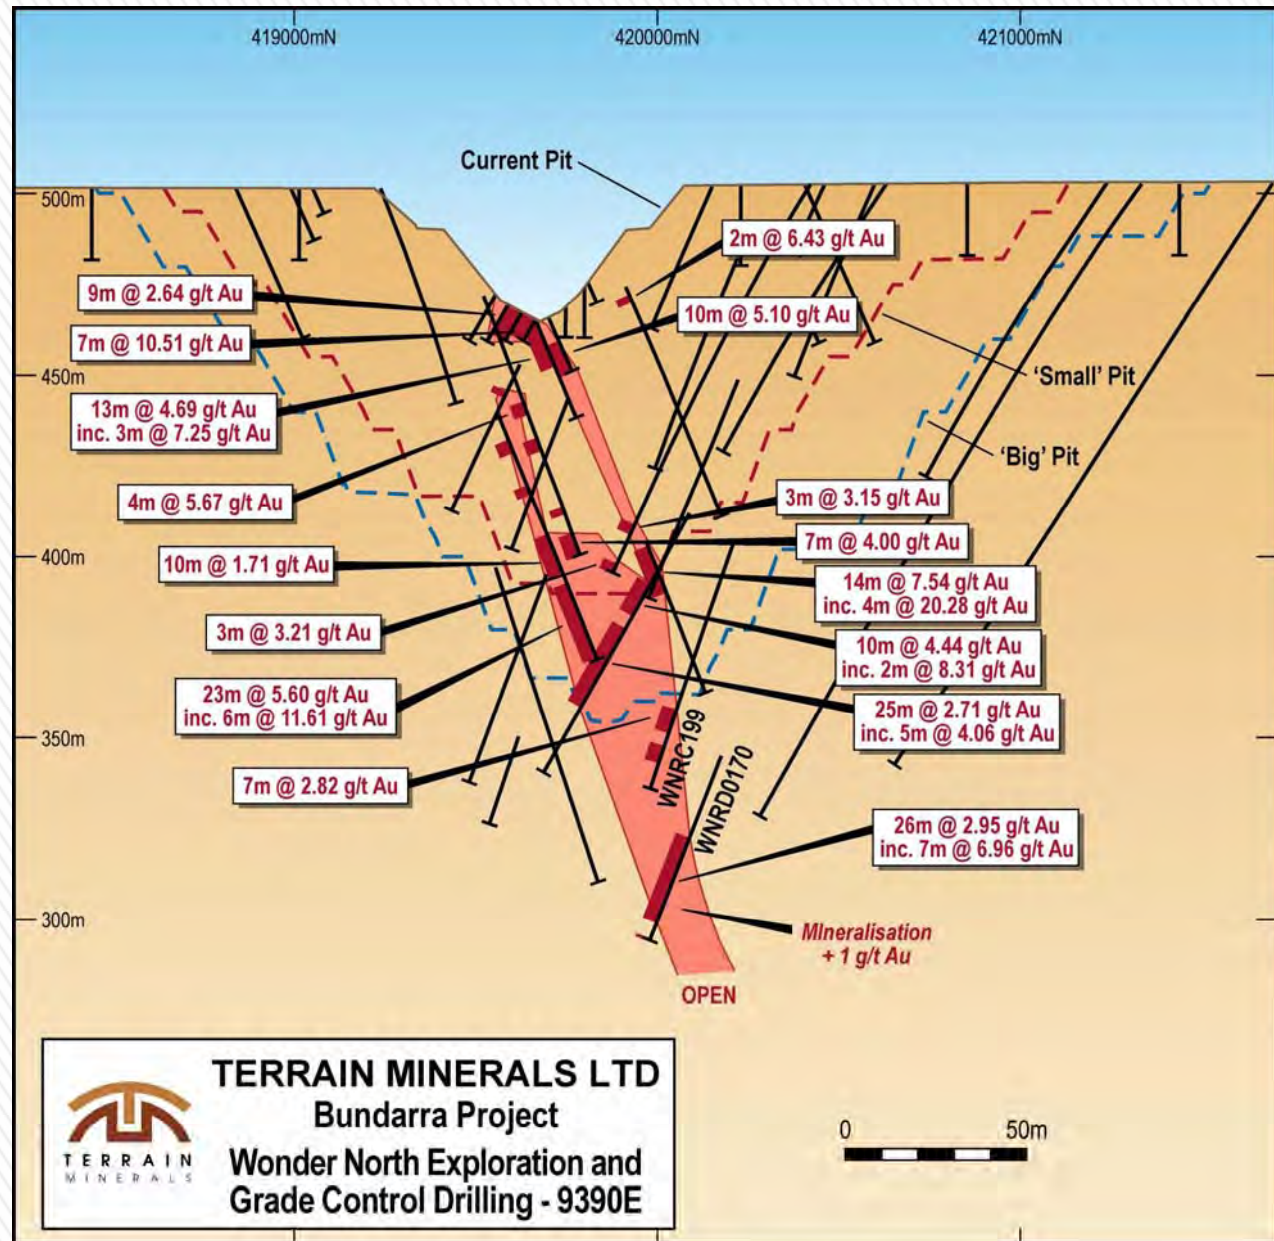 419000mN
420000mN
421000mN
Current Pit
500m
2m @ 6.43 g/t Au
9m @ 2.64 g/t Au
10m @ 5.10 g/t Au
7m @ 10.51 g/t Au
450m
'Small' Pit
13m @ 4.69 g/t Au
inc. 3m @ 7.25 g/t Au
'Big' Pit
4m @ 5.67 g/t Au
3m @ 3.15 g/t Au
7m @ 4.00 g/t Au
400m
10m @ 1.71 g/t Au
14m @ 7.54 g/t Au
inc. 4m @ 20.28 g/t Au
3m @ 3.21 g/t Au
10m @ 4.44 g/t Au
inc. 2m @ 8.31 g/t Au
23m @ 5.60 g/t Au
inc. 6m @ 11.61 g/t Au
25m @ 2.71 g/t Au
inc. 5m @ 4.06 g/t Au
350m
WNRC199
7m @ 2.82 g/t Au
WNRD0170
26m @ 2.95 g/t Au
inc. 7m @ 6.96 g/t Au
300m
MIneralisation
+ 1 g/t Au
OPEN
TERRAIN MINERALS LTD
Bundarra Project
Wonder North Exploration and
Grade Control Drilling - 9390E
TERRAIN
MINERALS
0
50m